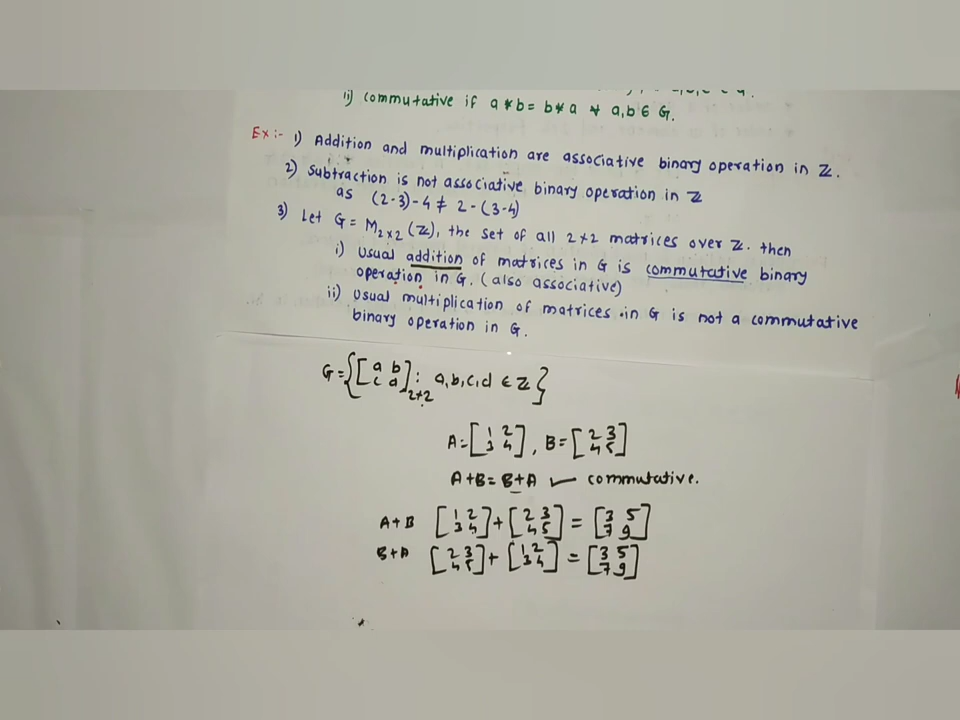 ii) commutative if a * b = b * a ∀ a,b ∈ G.
Ex:- 1) Addition and multiplication are associative binary operation in Z.
2) Subtraction is not associative binary operation in Z
as (2-3)-4 ≠ 2-(3-4)
3) Let G = M₂ₓ₂ (Z), the set of all 2×2 matrices over Z. then
i) Usual addition of matrices in G is commutative binary
operation in G. (also associative)
ii) Usual multiplication of matrices in G is not a commutative
binary operation in G.
G = { [a b; c d]₂ₓ₂ : a,b,c,d ∈ Z }
A = [1 2; 3 4], B = [2 3; 4 5]
A+B = B+A ✓ commutative.
A+B [1 2; 3 4] + [2 3; 4 5] = [3 5; 7 9]
B+A [2 3; 4 5] + [1 2; 3 4] = [3 5; 7 9]